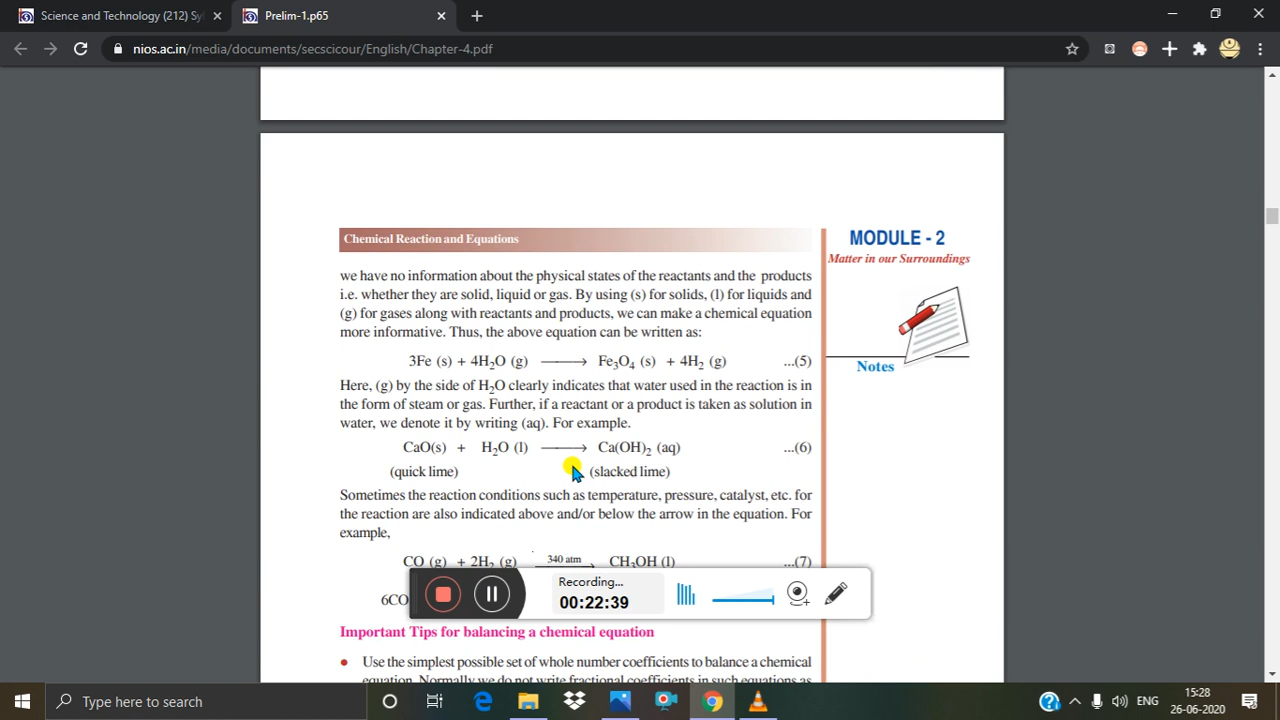 Science and Technology (212) Syl
Prelim-1.p65
nios.ac.in/media/documents/secscicour/English/Chapter-4.pdf
Chemical Reaction and Equations
MODULE - 2
Matter in our Surroundings
Notes
we have no information about the physical states of the reactants and the products
i.e. whether they are solid, liquid or gas. By using (s) for solids, (l) for liquids and
(g) for gases along with reactants and products, we can make a chemical equation
more informative. Thus, the above equation can be written as:
3Fe (s) + 4H₂O (g) ⟶ Fe₃O₄ (s) + 4H₂ (g) ...(5)
Here, (g) by the side of H₂O clearly indicates that water used in the reaction is in
the form of steam or gas. Further, if a reactant or a product is taken as solution in
water, we denote it by writing (aq). For example.
CaO(s) + H₂O (l) ⟶ Ca(OH)₂ (aq) ...(6)
(quick lime) (slacked lime)
Sometimes the reaction conditions such as temperature, pressure, catalyst, etc. for
the reaction are also indicated above and/or below the arrow in the equation. For
example,
340 atm
CO (g) + 2H₂ (g) ⟶ CH₃OH (l) ...(7)
6CO
Recording...
00:22:39
Important Tips for balancing a chemical equation
• Use the simplest possible set of whole number coefficients to balance a chemical
equation. Normally we do not write fractional coefficients in such equations as
Type here to search
ENG
15:28
26-06-2020